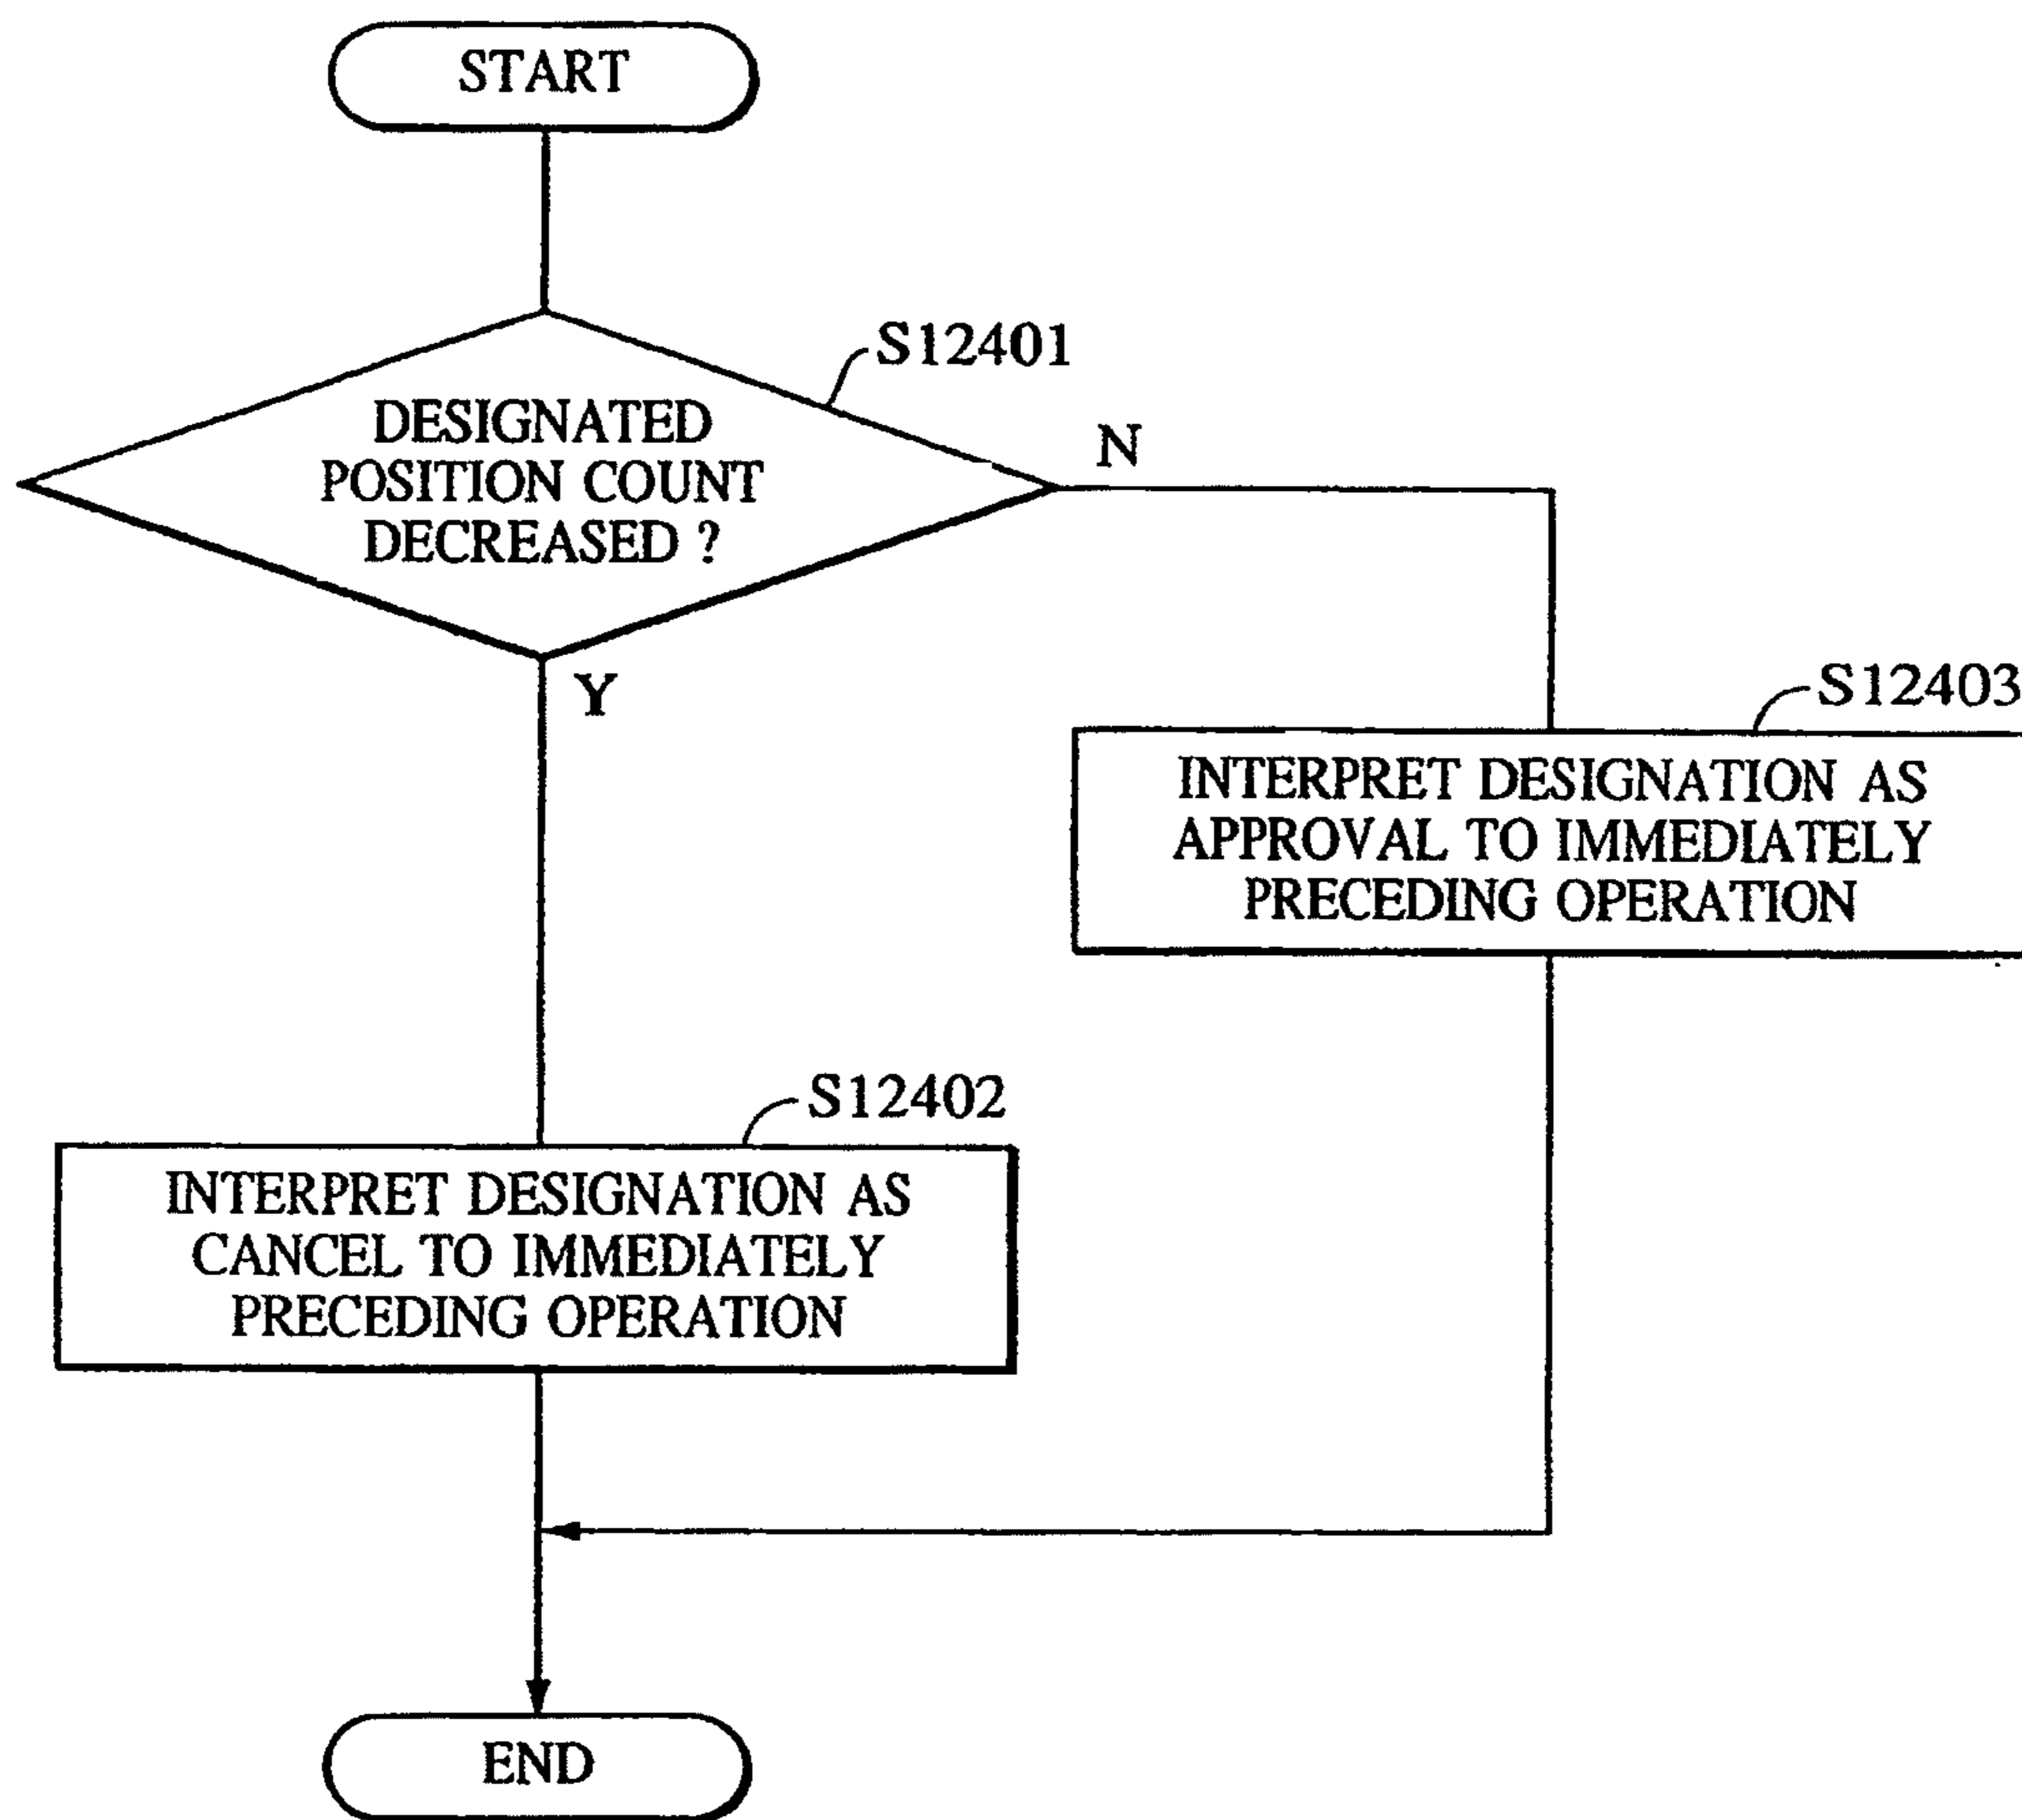 START
S12401
DESIGNATED
POSITION COUNT
DECREASED ?
N
Y
S12403
INTERPRET DESIGNATION AS
APPROVAL TO IMMEDIATELY
PRECEDING OPERATION
S12402
INTERPRET DESIGNATION AS
CANCEL TO IMMEDIATELY
PRECEDING OPERATION
END